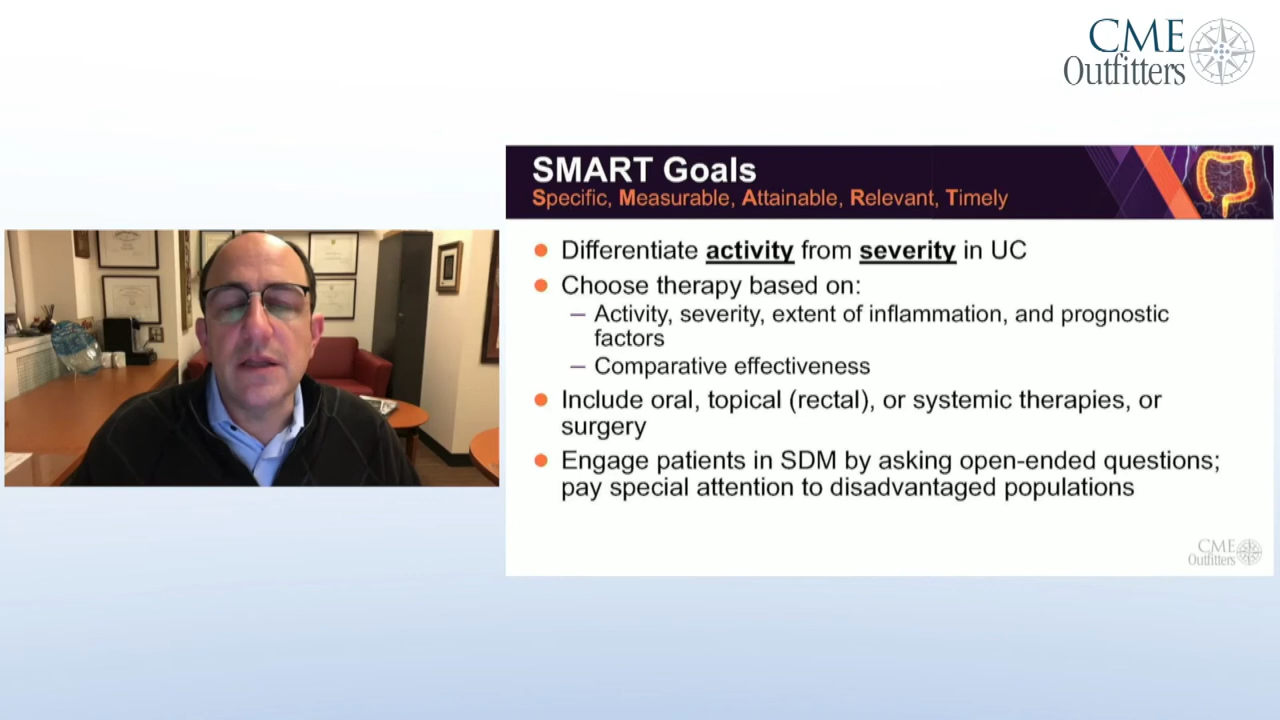 CME
Outfitters
SMART Goals
Specific, Measurable, Attainable, Relevant, Timely
Differentiate activity from severity in UC
Choose therapy based on:
– Activity, severity, extent of inflammation, and prognostic
factors
– Comparative effectiveness
Include oral, topical (rectal), or systemic therapies, or
surgery
Engage patients in SDM by asking open-ended questions;
pay special attention to disadvantaged populations
CME
Outfitters